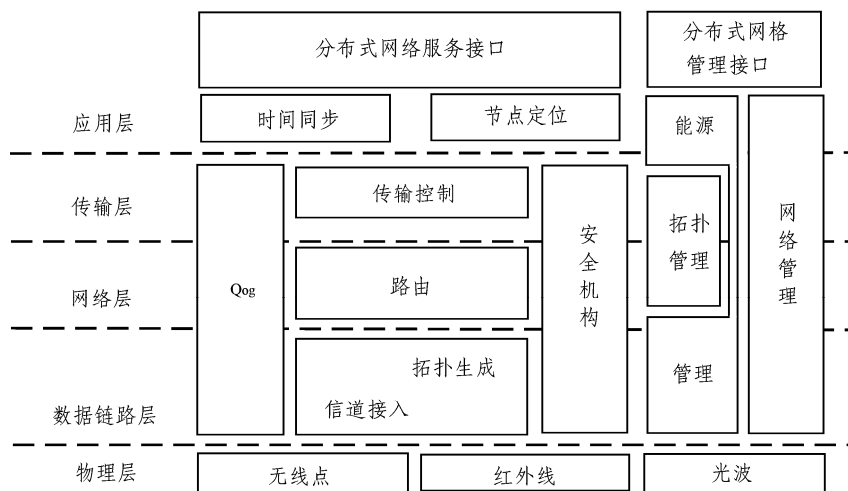 分布式网络服务接口
分布式网格
管理接口
应用层
时间同步
节点定位
能源
传输层
传输控制
拓扑
管理
网络管理
安全机构
Qog
网络层
路由
拓扑生成
管理
信道接入
数据链路层
物理层
无线点
红外线
光波